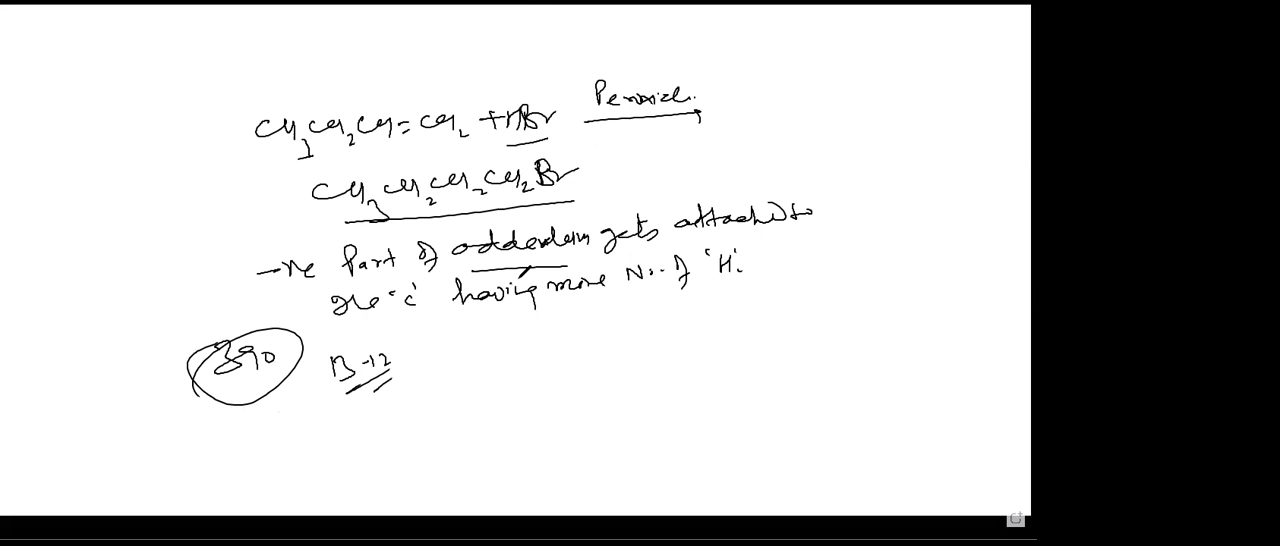 CH3CH2CH=CH2 + HBr Peroxide
CH3CH2CH2CH2Br
-ve Part of addendum gets attached to
the 'C' having more No. of 'H'.
390 B-12